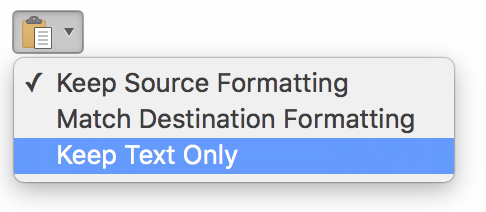 Keep Source Formatting
Match Destination Formatting
Keep Text Only